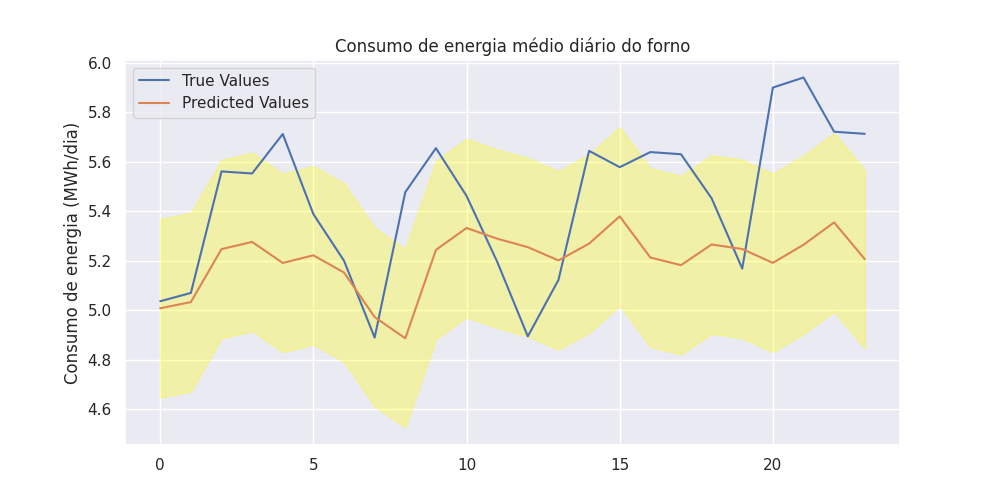 Consumo de energia médio diário do forno
True Values
Predicted Values
Consumo de energia (MWh/dia)
6.0
5.8
5.6
5.4
5.2
5.0
4.8
4.6
0 5 10 15 20